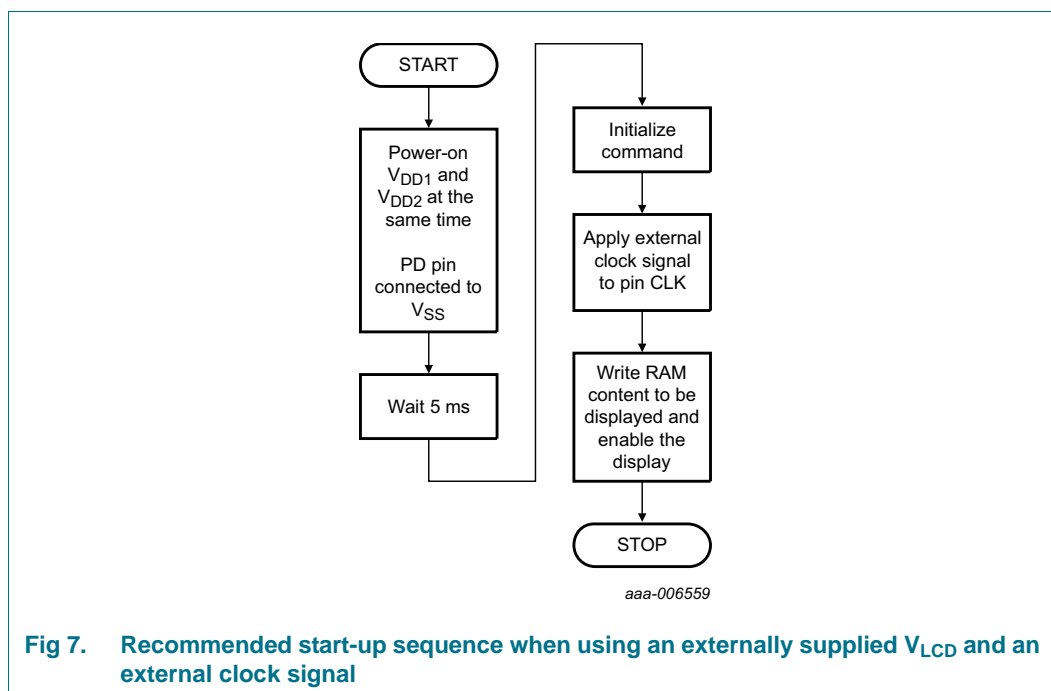 START
Power-on
VDD1 and
VDD2 at the
same time
PD pin
connected to
VSS
Wait 5 ms
Initialize
command
Apply external
clock signal
to pin CLK
Write RAM
content to be
displayed and
enable the
display
STOP
aaa-006559
Fig 7. Recommended start-up sequence when using an externally supplied VLCD and an
external clock signal